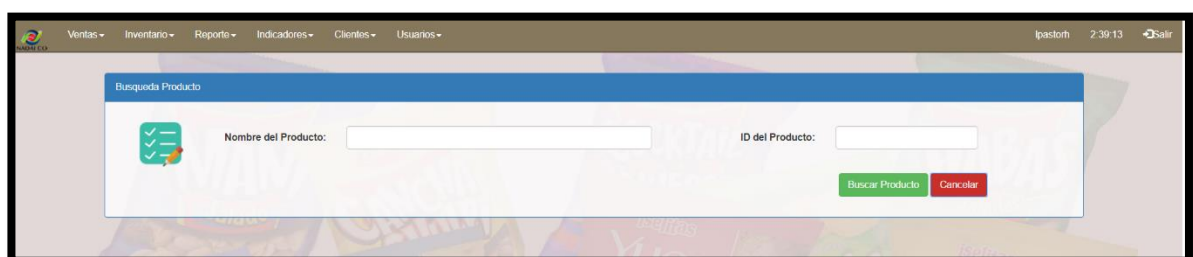 Ventas Inventario Reporte Indicadores Clientes Usuarios lpastorh 2:39:13 Salir
SADALCO
Busqueda Producto
Nombre del Producto: ID del Producto:
Buscar Producto Cancelar